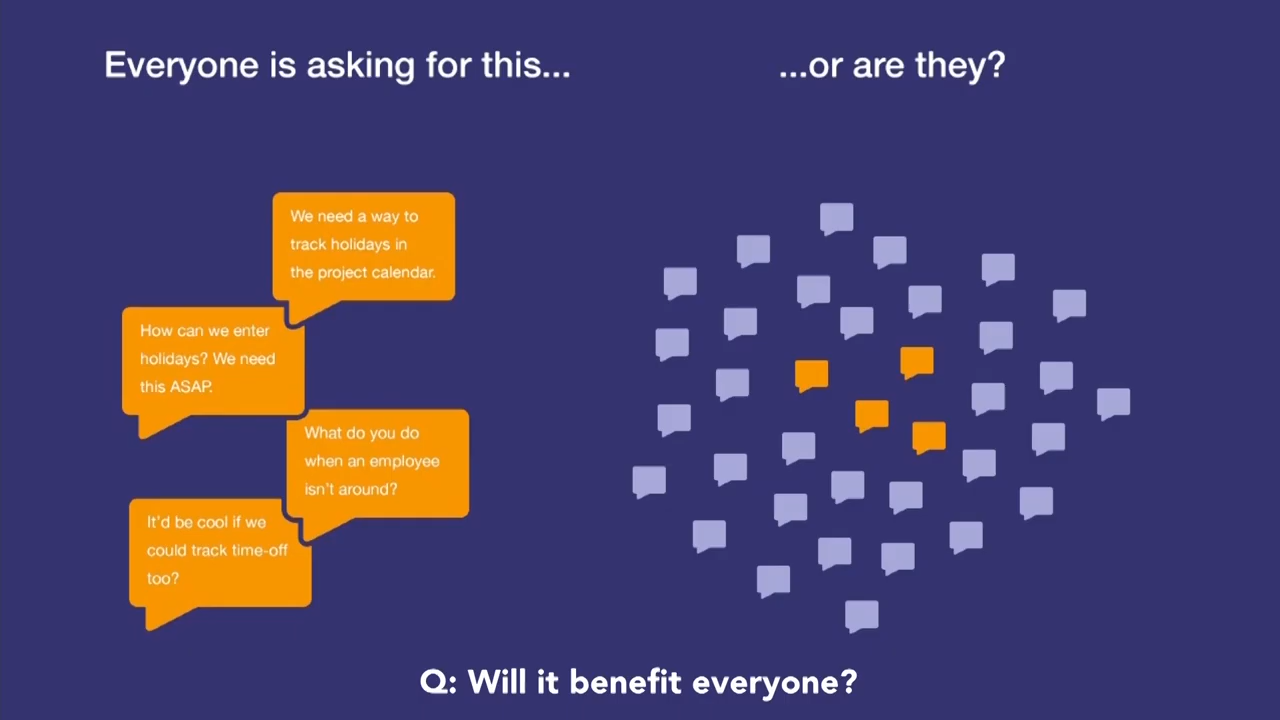 Everyone is asking for this...
...or are they?
We need a way to
track holidays in
the project calendar.
How can we enter
holidays? We need
this ASAP.
What do you do
when an employee
isn't around?
It'd be cool if we
could track time-off
too?
Q: Will it benefit everyone?